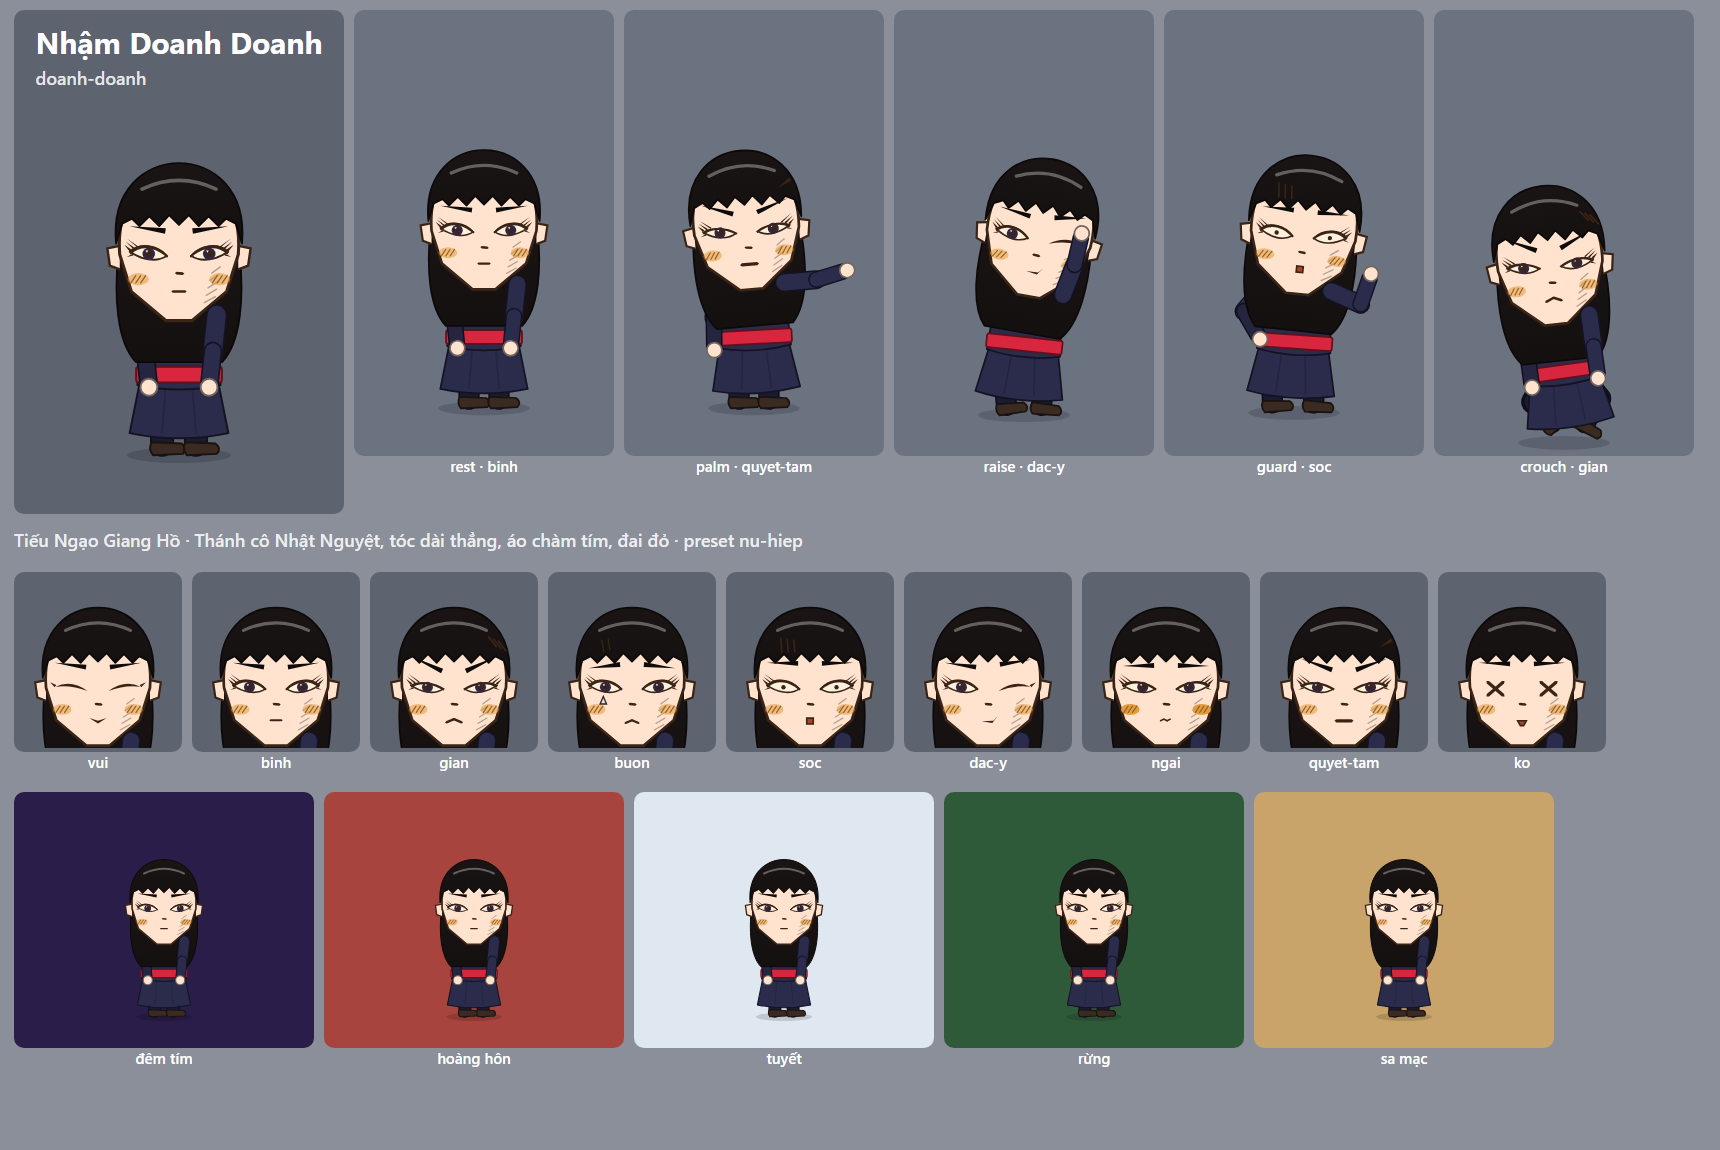 Nhậm Doanh Doanh
doanh-doanh
rest · binh
palm · quyet-tam
raise · dac-y
guard · soc
crouch · gian
Tiếu Ngạo Giang Hồ · Thánh cô Nhật Nguyệt, tóc dài thẳng, áo chàm tím, đai đỏ · preset nu-hiep
vui
binh
gian
buon
soc
dac-y
ngai
quyet-tam
ko
đêm tím
hoàng hôn
tuyết
rừng
sa mạc